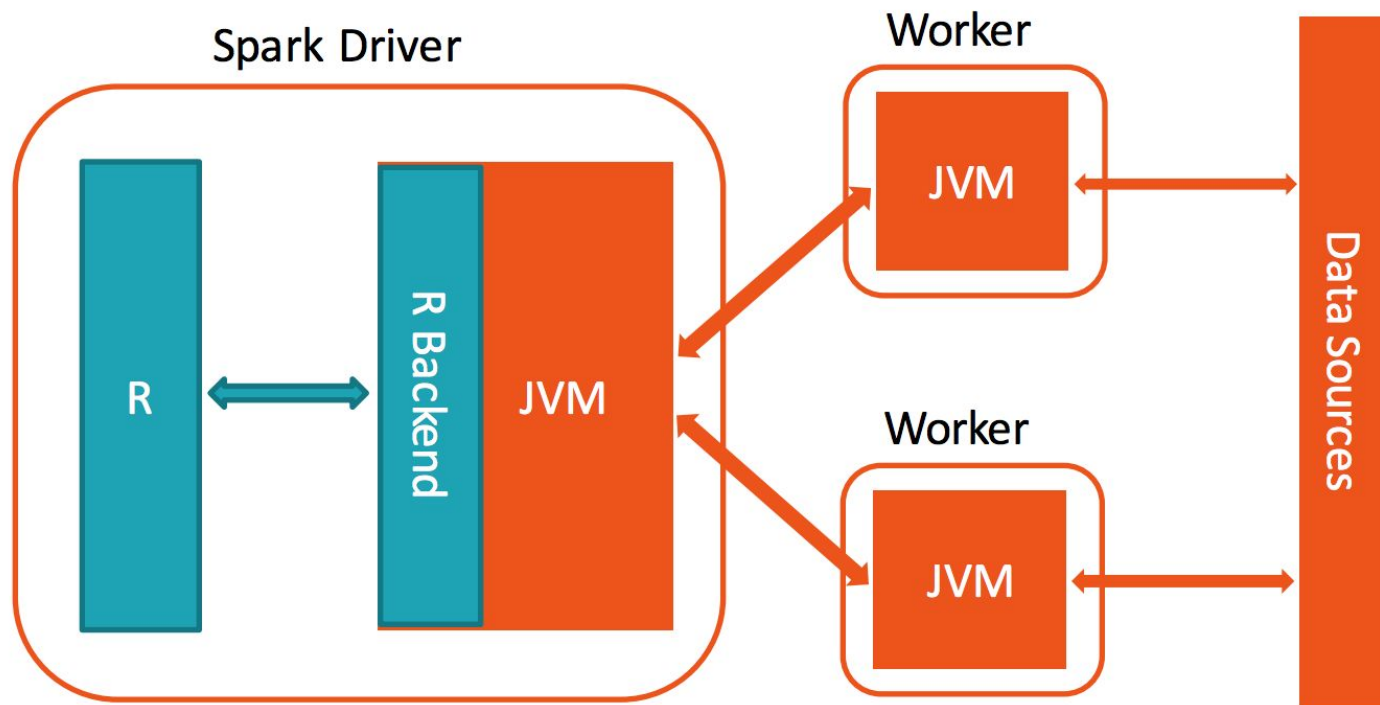 Spark Driver
R
R Backend
JVM
Worker
JVM
Worker
JVM
Data Sources